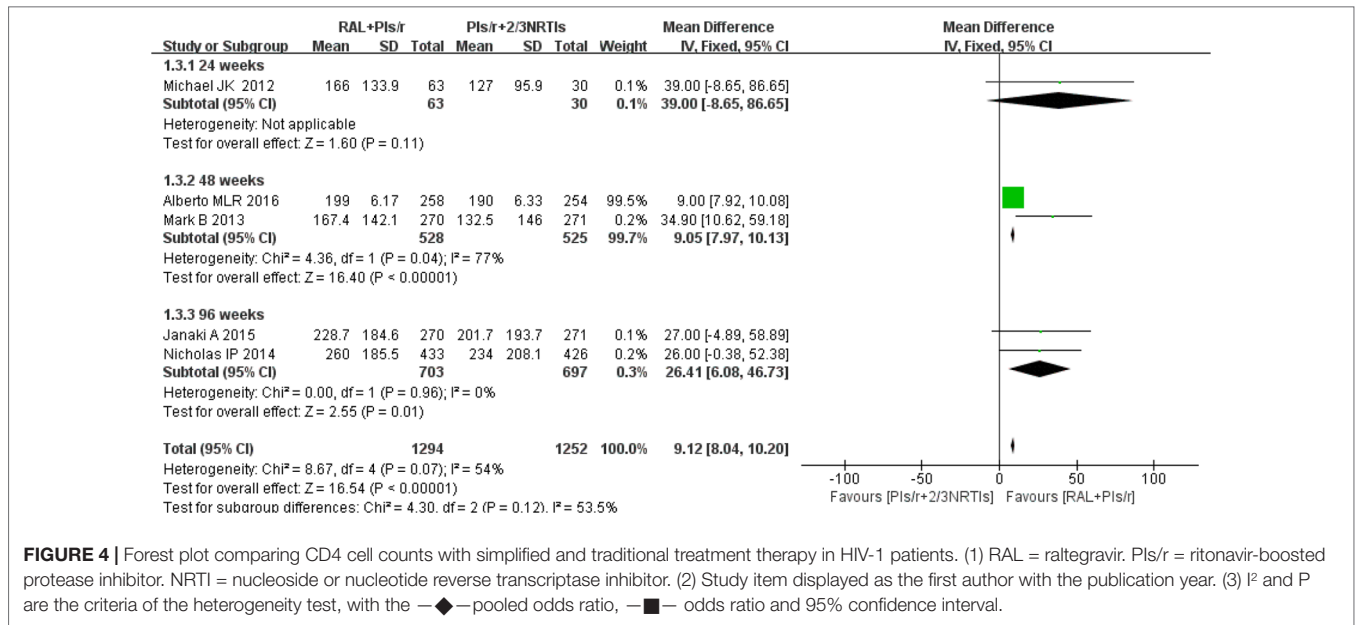 RAL+PIs/r PIs/r+2/3NRTIs Mean Difference Mean Difference
Study or Subgroup Mean SD Total Mean SD Total Weight IV, Fixed, 95% CI IV, Fixed, 95% CI
1.3.1 24 weeks
Michael JK 2012 166 133.9 63 127 95.9 30 0.1% 39.00 [-8.65, 86.65]
Subtotal (95% CI) 63 30 0.1% 39.00 [-8.65, 86.65]
Heterogeneity: Not applicable
Test for overall effect: Z = 1.60 (P = 0.11)
1.3.2 48 weeks
Alberto MLR 2016 199 6.17 258 190 6.33 254 99.5% 9.00 [7.92, 10.08]
Mark B 2013 167.4 142.1 270 132.5 146 271 0.2% 34.90 [10.62, 59.18]
Subtotal (95% CI) 528 525 99.7% 9.05 [7.97, 10.13]
Heterogeneity: Chi² = 4.36, df = 1 (P = 0.04); I² = 77%
Test for overall effect: Z = 16.40 (P < 0.00001)
1.3.3 96 weeks
Janaki A 2015 228.7 184.6 270 201.7 193.7 271 0.1% 27.00 [-4.89, 58.89]
Nicholas IP 2014 260 185.5 433 234 208.1 426 0.2% 26.00 [-0.38, 52.38]
Subtotal (95% CI) 703 697 0.3% 26.41 [6.08, 46.73]
Heterogeneity: Chi² = 0.00, df = 1 (P = 0.96); I² = 0%
Test for overall effect: Z = 2.55 (P = 0.01)
Total (95% CI) 1294 1252 100.0% 9.12 [8.04, 10.20]
Heterogeneity: Chi² = 8.67, df = 4 (P = 0.07); I² = 54%
Test for overall effect: Z = 16.54 (P < 0.00001)
Test for subgroup differences: Chi² = 4.30, df = 2 (P = 0.12), I² = 53.5%
-100 -50 0 50 100
Favours [PIs/r+2/3NRTIs] Favours [RAL+PIs/r]
FIGURE 4 | Forest plot comparing CD4 cell counts with simplified and traditional treatment therapy in HIV-1 patients. (1) RAL = raltegravir. PIs/r = ritonavir-boosted
protease inhibitor. NRTI = nucleoside or nucleotide reverse transcriptase inhibitor. (2) Study item displayed as the first author with the publication year. (3) I² and P
are the criteria of the heterogeneity test, with the —◆—pooled odds ratio, —■— odds ratio and 95% confidence interval.